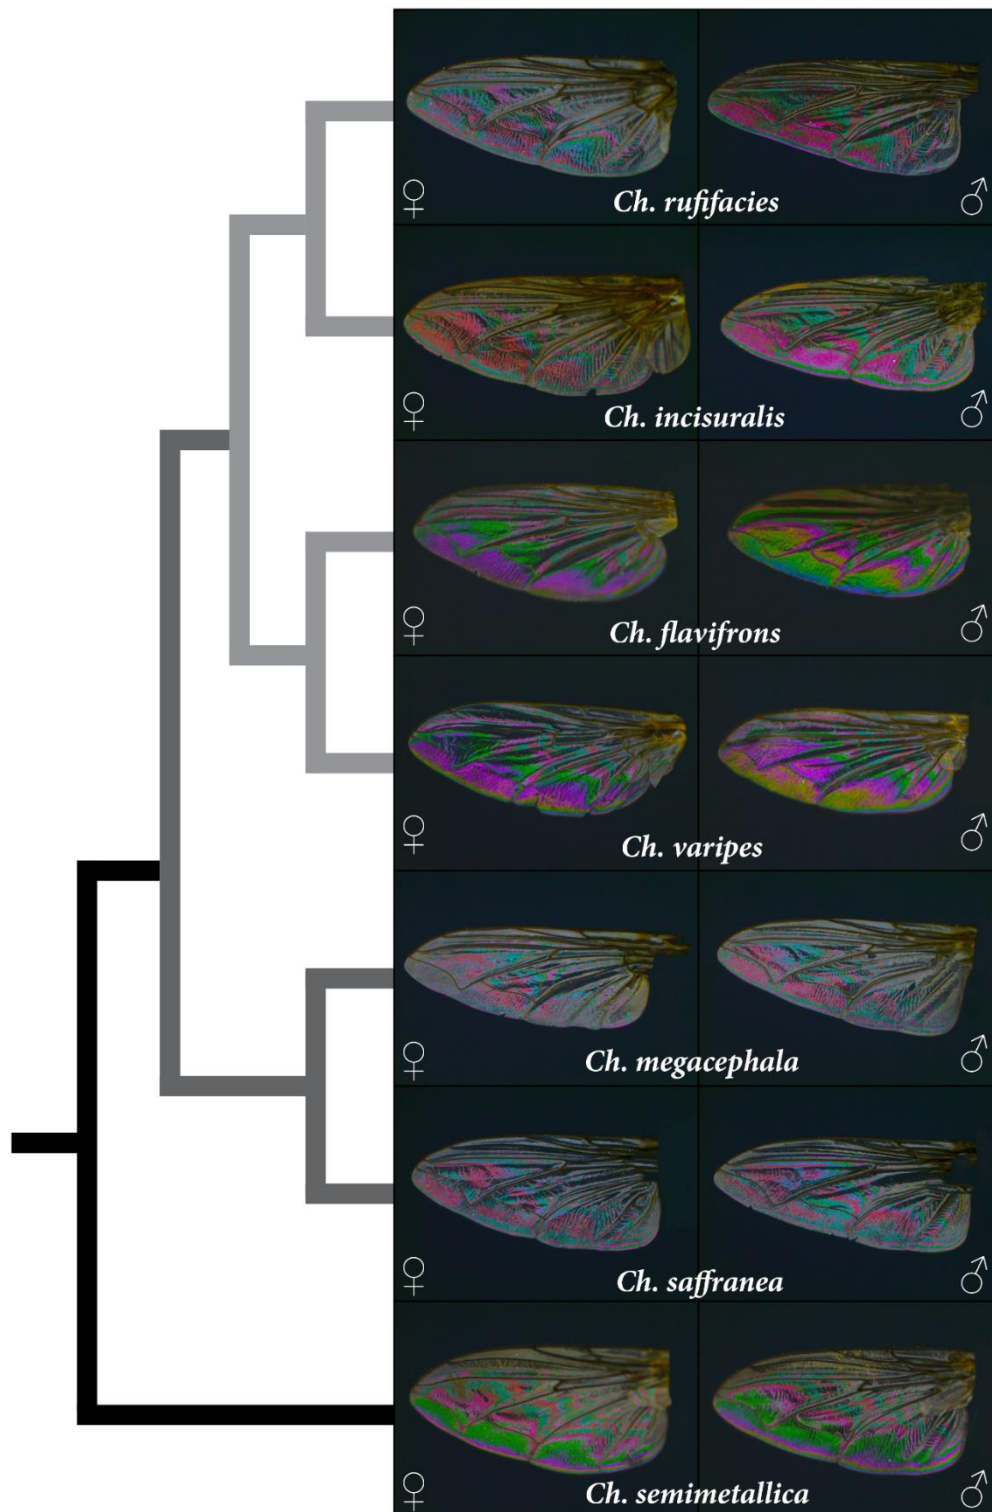 ♀ Ch. rufifacies ♂
♀ Ch. incisuralis ♂
♀ Ch. flavifrons ♂
♀ Ch. varipes ♂
♀ Ch. megacephala ♂
♀ Ch. saffranea ♂
♀ Ch. semimetallica ♂